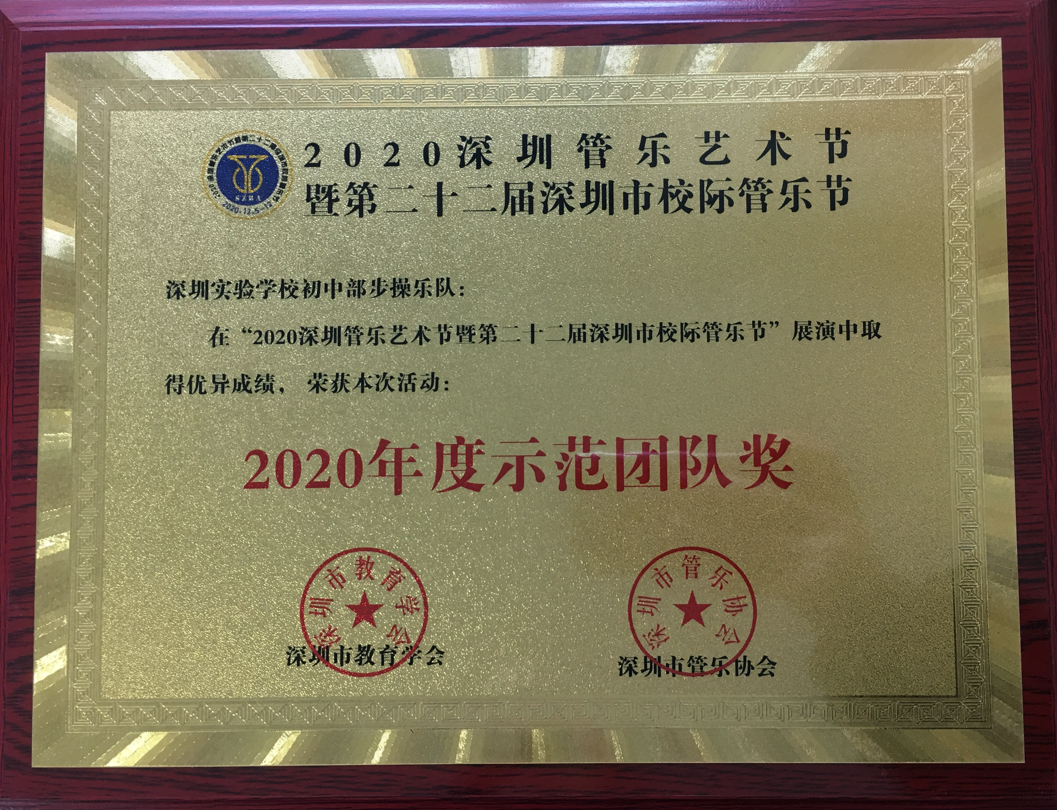 2020深圳管乐艺术节
暨第二十二届深圳市校际管乐节
SZBA
2020.12.5-12
深圳实验学校初中部步操乐队：
在“2020深圳管乐艺术节暨第二十二届深圳市校际管乐节”展演中取
得优异成绩， 荣获本次活动：
2020年度示范团队奖
深圳市教育学会
深圳市管乐协会
深圳市教育学会
深圳市管乐协会